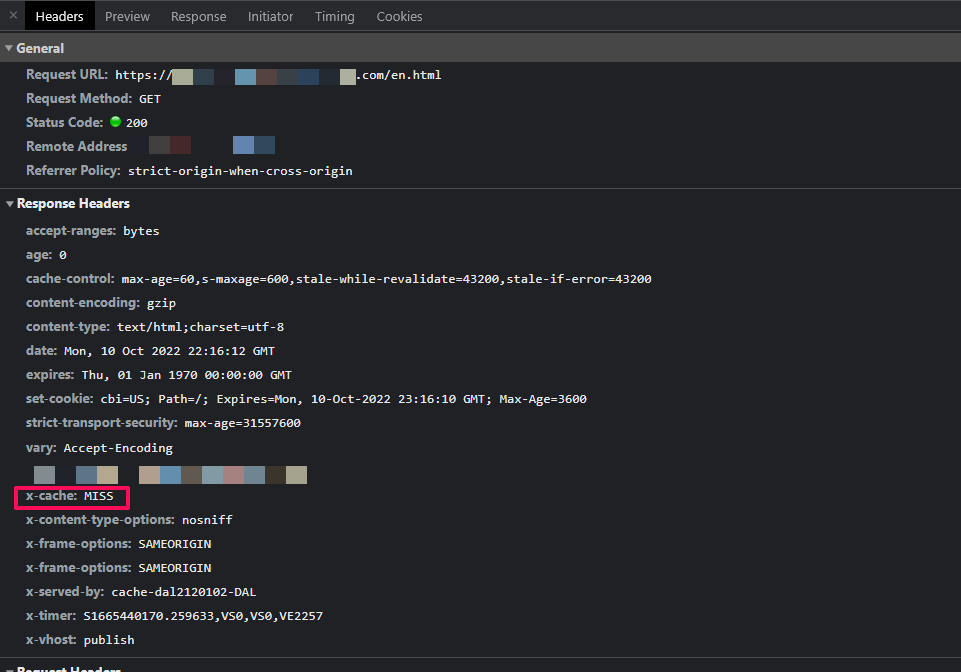 Headers Preview Response Initiator Timing Cookies
General
Request URL: https:// .com/en.html
Request Method: GET
Status Code: 200
Remote Address
Referrer Policy: strict-origin-when-cross-origin
Response Headers
accept-ranges: bytes
age: 0
cache-control: max-age=60,s-maxage=600,stale-while-revalidate=43200,stale-if-error=43200
content-encoding: gzip
content-type: text/html;charset=utf-8
date: Mon, 10 Oct 2022 22:16:12 GMT
expires: Thu, 01 Jan 1970 00:00:00 GMT
set-cookie: cbi=US; Path=/; Expires=Mon, 10-Oct-2022 23:16:10 GMT; Max-Age=3600
strict-transport-security: max-age=31557600
vary: Accept-Encoding
x-cache: MISS
x-content-type-options: nosniff
x-frame-options: SAMEORIGIN
x-frame-options: SAMEORIGIN
x-served-by: cache-dal2120102-DAL
x-timer: S1665440170.259633,VS0,VS0,VE2257
x-vhost: publish
Request Headers